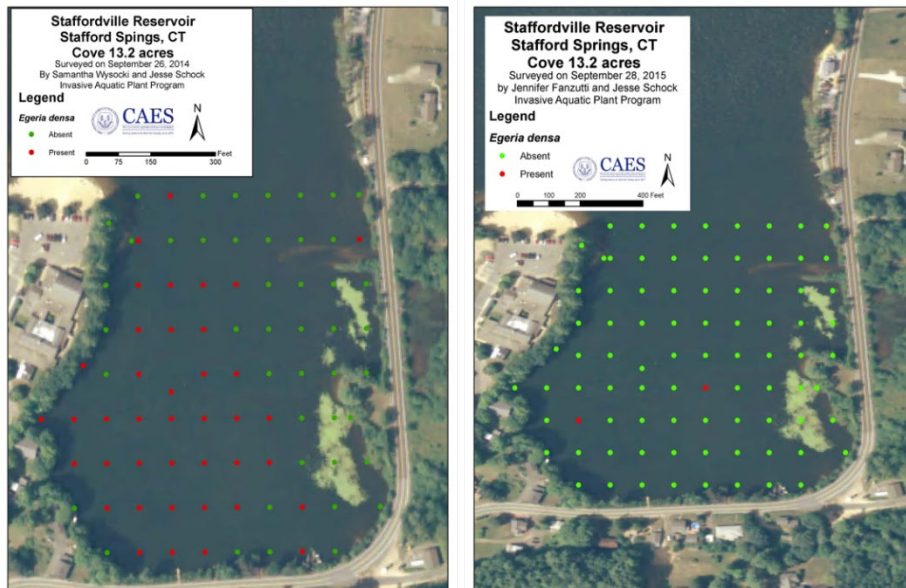 Staffordville Reservoir
Stafford Springs, CT
Cove 13.2 acres
Surveyed on September 26, 2014
By Samantha Wysocki and Jesse Schock
Invasive Aquatic Plant Program
Legend
Egeria densa
Absent
Present
CAES
N
Feet
0 75 150 300
Staffordville Reservoir
Stafford Springs, CT
Cove 13.2 acres
Surveyed on September 28, 2015
by Jennifer Fanzutti and Jesse Schock
Invasive Aquatic Plant Program
Legend
Egeria densa
Absent
Present
CAES
N
0 100 200 400 Feet